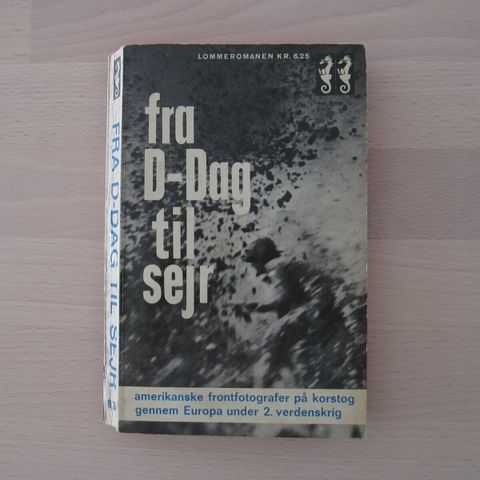 LOMMEROMANEN KR. 6.25
fra
D-Dag
til
sejr
amerikanske frontfotografer på korstog
gennem Europa under 2. verdenskrig
FRA D-DAG TIL SEJR